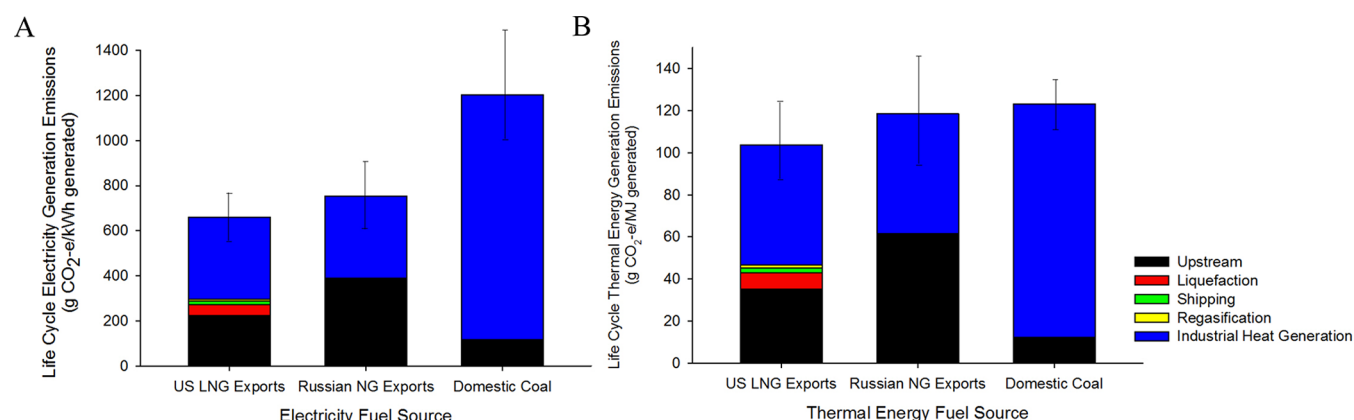 A
Life Cycle Electricity Generation Emissions
(g CO2-e/kWh generated)
1400
1200
1000
800
600
400
200
0
US LNG Exports
Russian NG Exports
Domestic Coal
Electricity Fuel Source
B
Life Cycle Thermal Energy Generation Emissions
(g CO2-e/MJ generated)
140
120
100
80
60
40
20
0
US LNG Exports
Russian NG Exports
Domestic Coal
Thermal Energy Fuel Source
Upstream
Liquefaction
Shipping
Regasification
Industrial Heat Generation